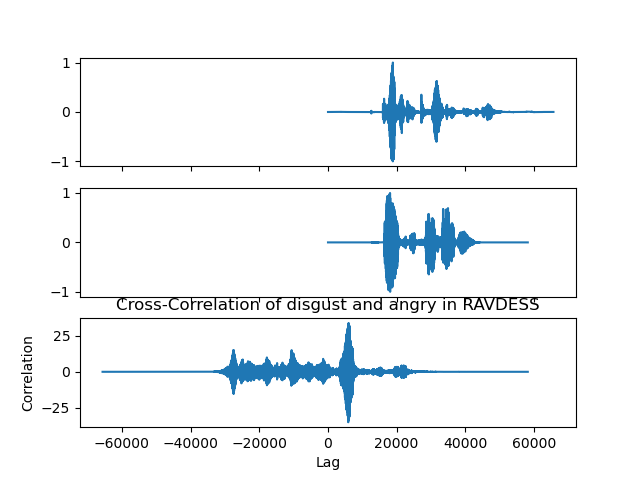 1
0
−1
1
0
−1
Cross-Correlation of disgust and angry in RAVDESS
25
0
−25
Correlation
−60000 −40000 −20000 0 20000 40000 60000
Lag